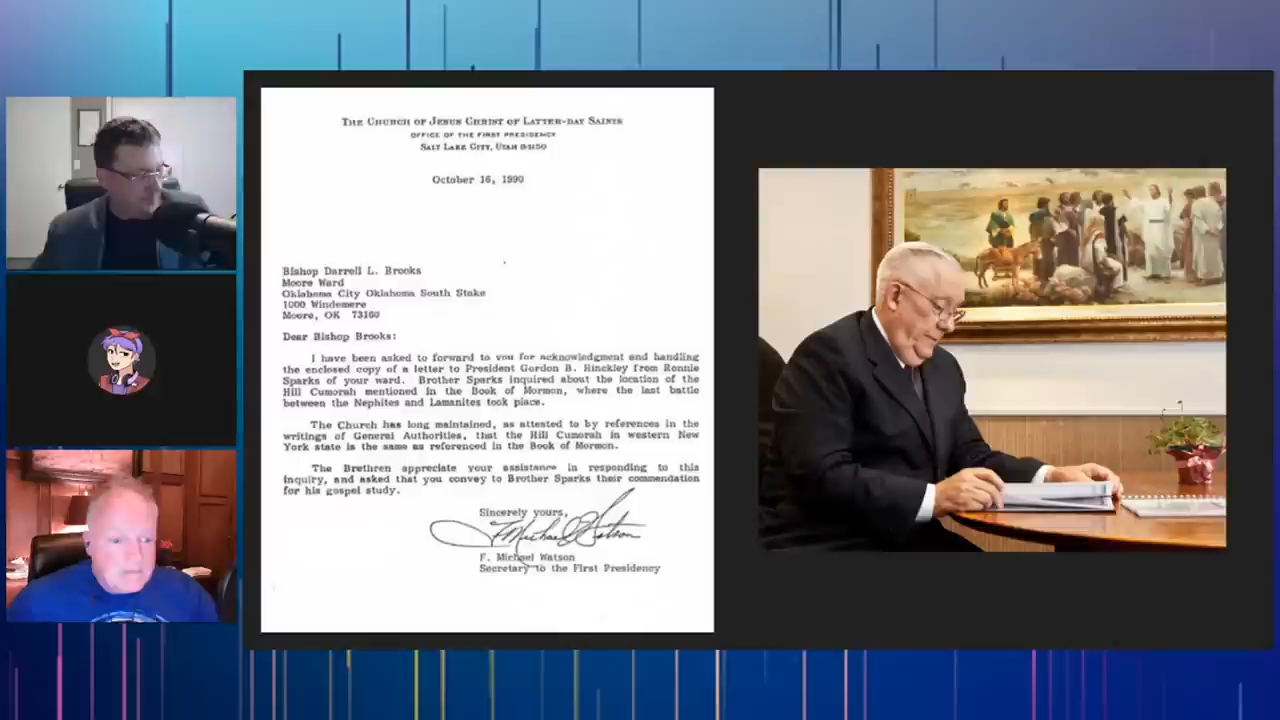 THE CHURCH OF JESUS CHRIST OF LATTER-DAY SAINTS
OFFICE OF THE FIRST PRESIDENCY
SALT LAKE CITY, UTAH 84150
October 16, 1990
Bishop Darrell L. Brooks
Moore Ward
Oklahoma City Oklahoma South Stake
1000 Windemere
Moore, OK 73160
Dear Bishop Brooks:
I have been asked to forward to you for acknowledgment and handling
the enclosed copy of a letter to President Gordon B. Hinckley from Ronnie
Sparks of your ward. Brother Sparks inquired about the location of the
Hill Cumorah mentioned in the Book of Mormon, where the last battle
between the Nephites and Lamanites took place.
The Church has long maintained, as attested to by references in the
writings of General Authorities, that the Hill Cumorah in western New
York state is the same as referenced in the Book of Mormon.
The Brethren appreciate your assistance in responding to this
inquiry, and asked that you convey to Brother Sparks their commendation
for his gospel study.
Sincerely yours,
F. Michael Watson
F. Michael Watson
Secretary to the First Presidency